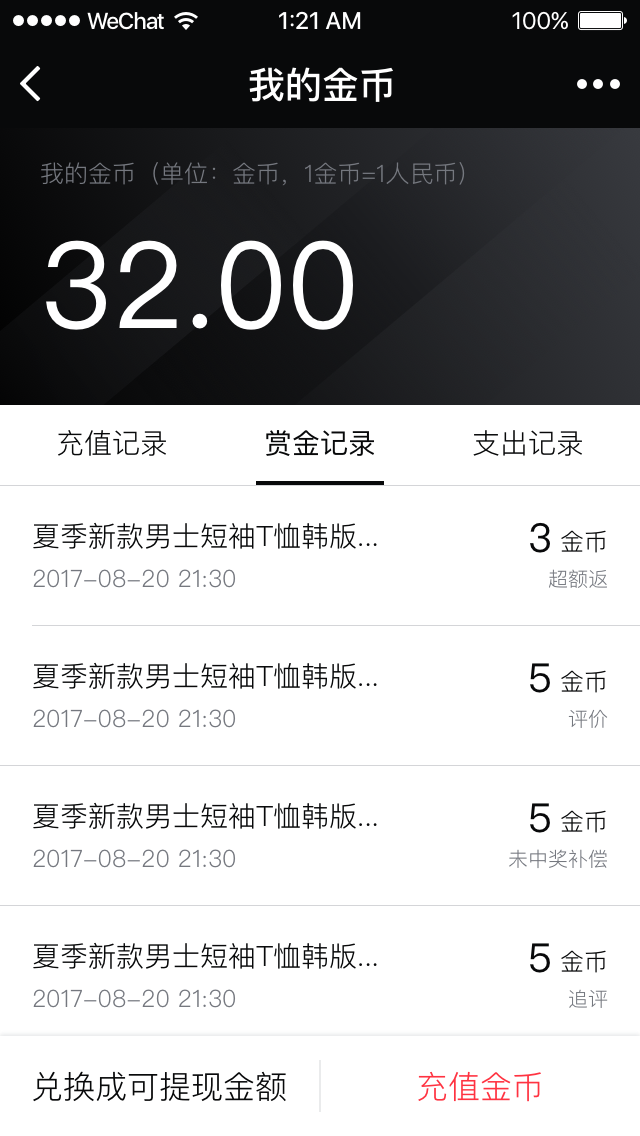 WeChat 1:21 AM 100%
我的金币
我的金币（单位：金币，1金币=1人民币）
32.00
充值记录 赏金记录 支出记录
夏季新款男士短袖T恤韩版... 3 金币
2017-08-20 21:30 超额返
夏季新款男士短袖T恤韩版... 5 金币
2017-08-20 21:30 评价
夏季新款男士短袖T恤韩版... 5 金币
2017-08-20 21:30 未中奖补偿
夏季新款男士短袖T恤韩版... 5 金币
2017-08-20 21:30 追评
兑换成可提现金额 充值金币